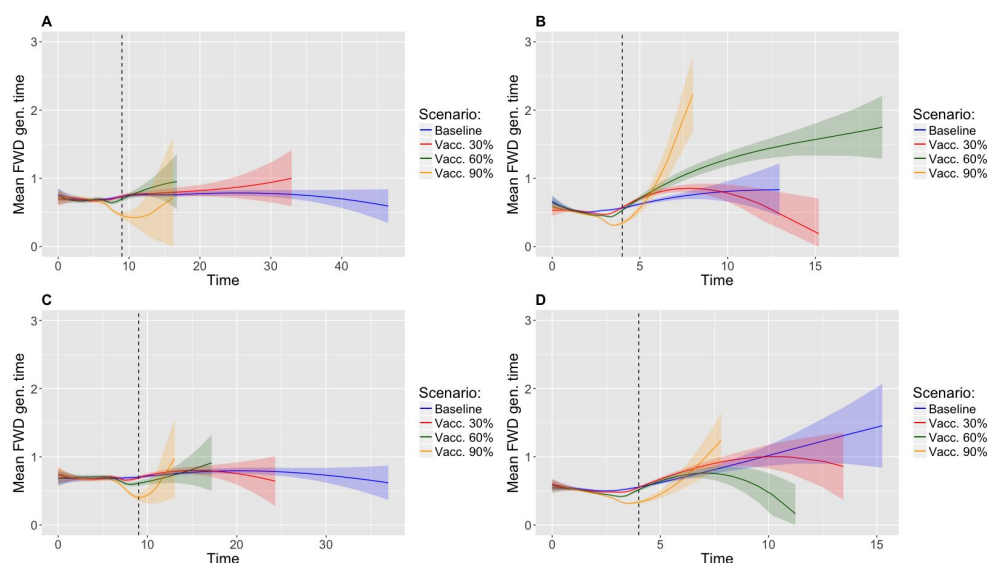 A
Mean FWD gen. time
3
2
1
0
0 10 20 30 40
Time
Scenario:
Baseline
Vacc. 30%
Vacc. 60%
Vacc. 90%
B
Mean FWD gen. time
3
2
1
0
0 5 10 15
Time
Scenario:
Baseline
Vacc. 30%
Vacc. 60%
Vacc. 90%
C
Mean FWD gen. time
3
2
1
0
0 10 20 30
Time
Scenario:
Baseline
Vacc. 30%
Vacc. 60%
Vacc. 90%
D
Mean FWD gen. time
3
2
1
0
0 5 10 15
Time
Scenario:
Baseline
Vacc. 30%
Vacc. 60%
Vacc. 90%